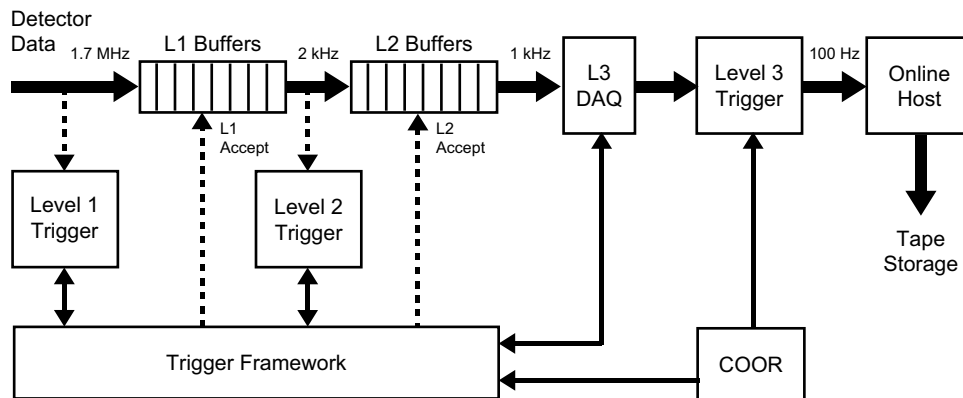 Detector
Data
1.7 MHz
L1 Buffers
2 kHz
L2 Buffers
1 kHz
L3
DAQ
Level 3
Trigger
100 Hz
Online
Host
L1
Accept
L2
Accept
Level 1
Trigger
Level 2
Trigger
Tape
Storage
Trigger Framework
COOR